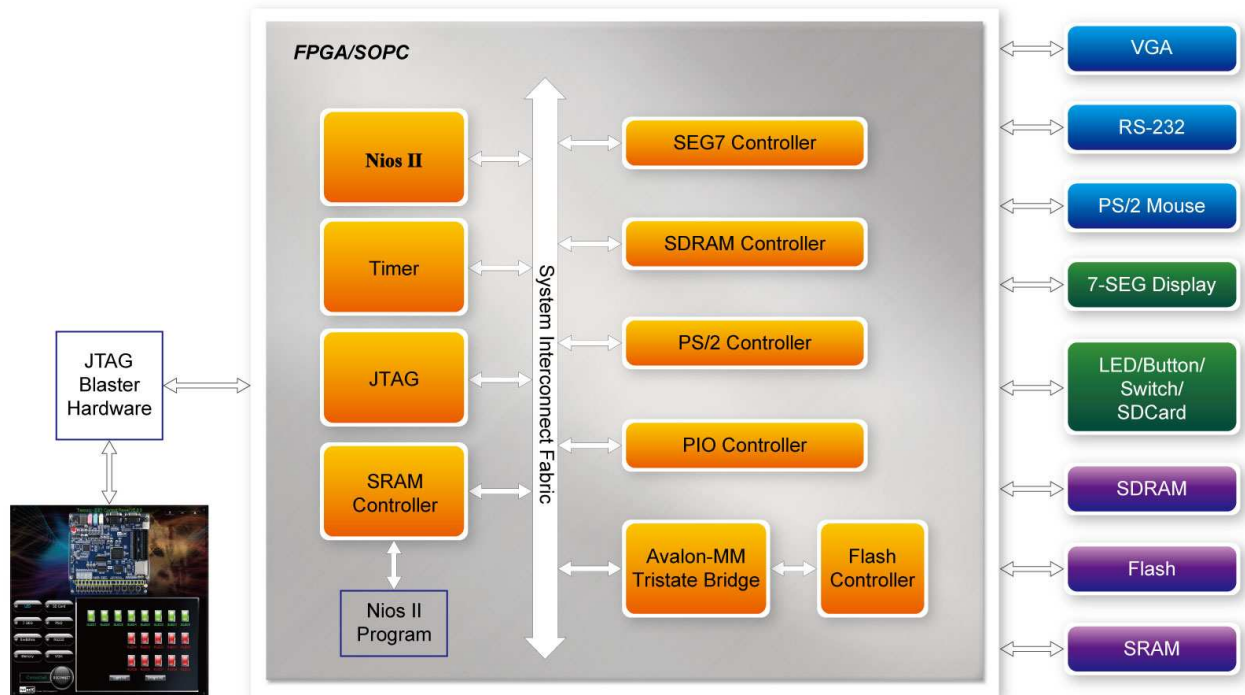 FPGA/SOPC
Nios II
Timer
JTAG
SRAM
Controller
Nios II
Program
System Interconnect Fabric
SEG7 Controller
SDRAM Controller
PS/2 Controller
PIO Controller
Avalon-MM
Tristate Bridge
Flash
Controller
JTAG
Blaster
Hardware
VGA
RS-232
PS/2 Mouse
7-SEG Display
LED/Button/
Switch/
SDCard
SDRAM
Flash
SRAM